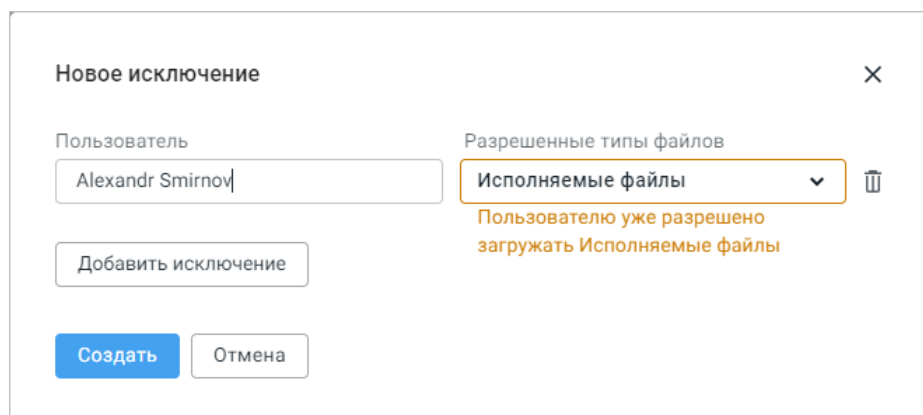 Новое исключение
Пользователь
Разрешенные типы файлов
Alexandr Smirnov
Исполняемые файлы
Пользователю уже разрешено
загружать Исполняемые файлы
Добавить исключение
Создать
Отмена